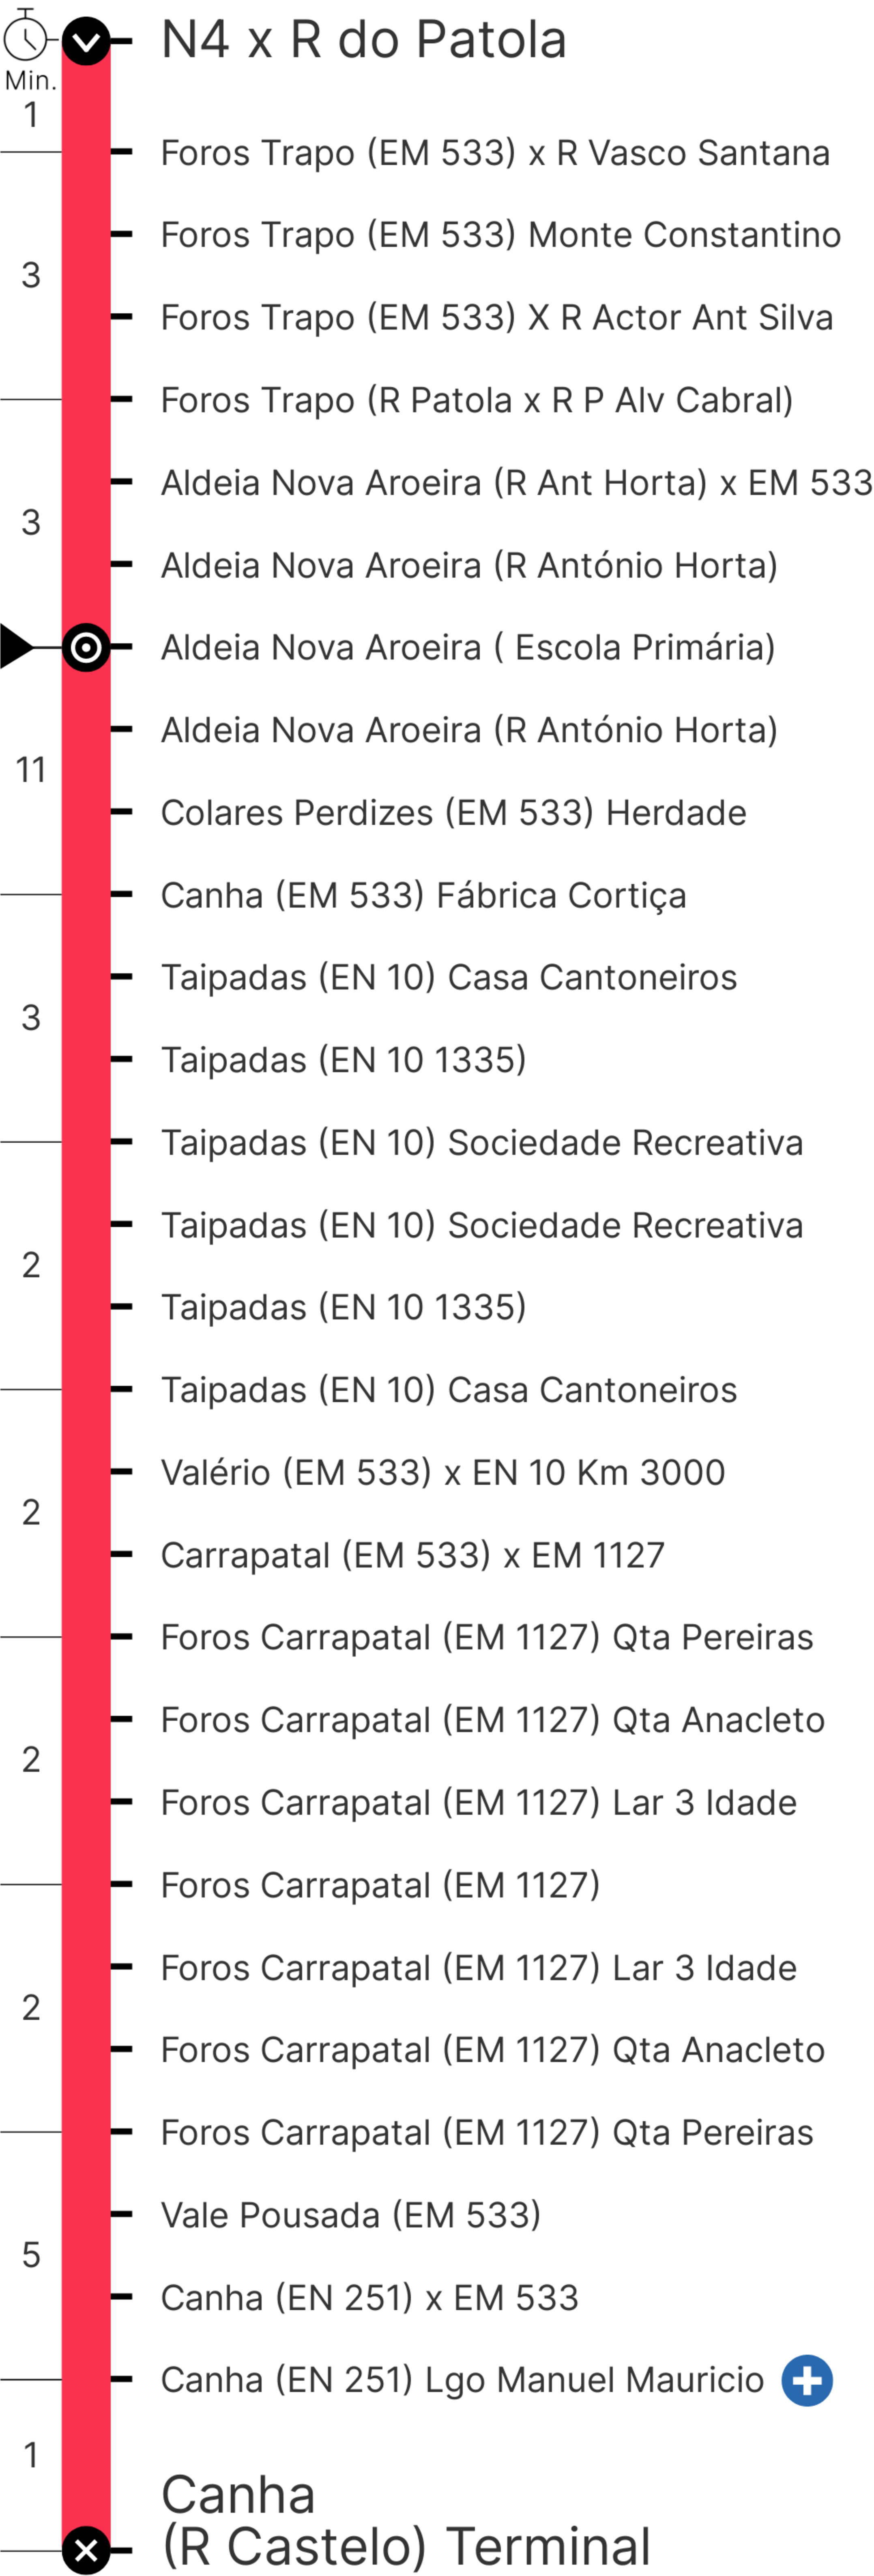 N4 x R do Patola
Min.
1
Foros Trapo (EM 533) x R Vasco Santana
Foros Trapo (EM 533) Monte Constantino
3
Foros Trapo (EM 533) X R Actor Ant Silva
Foros Trapo (R Patola x R P Alv Cabral)
Aldeia Nova Aroeira (R Ant Horta) x EM 533
3
Aldeia Nova Aroeira (R António Horta)
Aldeia Nova Aroeira ( Escola Primária)
Aldeia Nova Aroeira (R António Horta)
11
Colares Perdizes (EM 533) Herdade
Canha (EM 533) Fábrica Cortiça
Taipadas (EN 10) Casa Cantoneiros
3
Taipadas (EN 10 1335)
Taipadas (EN 10) Sociedade Recreativa
Taipadas (EN 10) Sociedade Recreativa
2
Taipadas (EN 10 1335)
Taipadas (EN 10) Casa Cantoneiros
Valério (EM 533) x EN 10 Km 3000
2
Carrapatal (EM 533) x EM 1127
Foros Carrapatal (EM 1127) Qta Pereiras
Foros Carrapatal (EM 1127) Qta Anacleto
2
Foros Carrapatal (EM 1127) Lar 3 Idade
Foros Carrapatal (EM 1127)
Foros Carrapatal (EM 1127) Lar 3 Idade
2
Foros Carrapatal (EM 1127) Qta Anacleto
Foros Carrapatal (EM 1127) Qta Pereiras
Vale Pousada (EM 533)
5
Canha (EN 251) x EM 533
Canha (EN 251) Lgo Manuel Mauricio
1
Canha
(R Castelo) Terminal